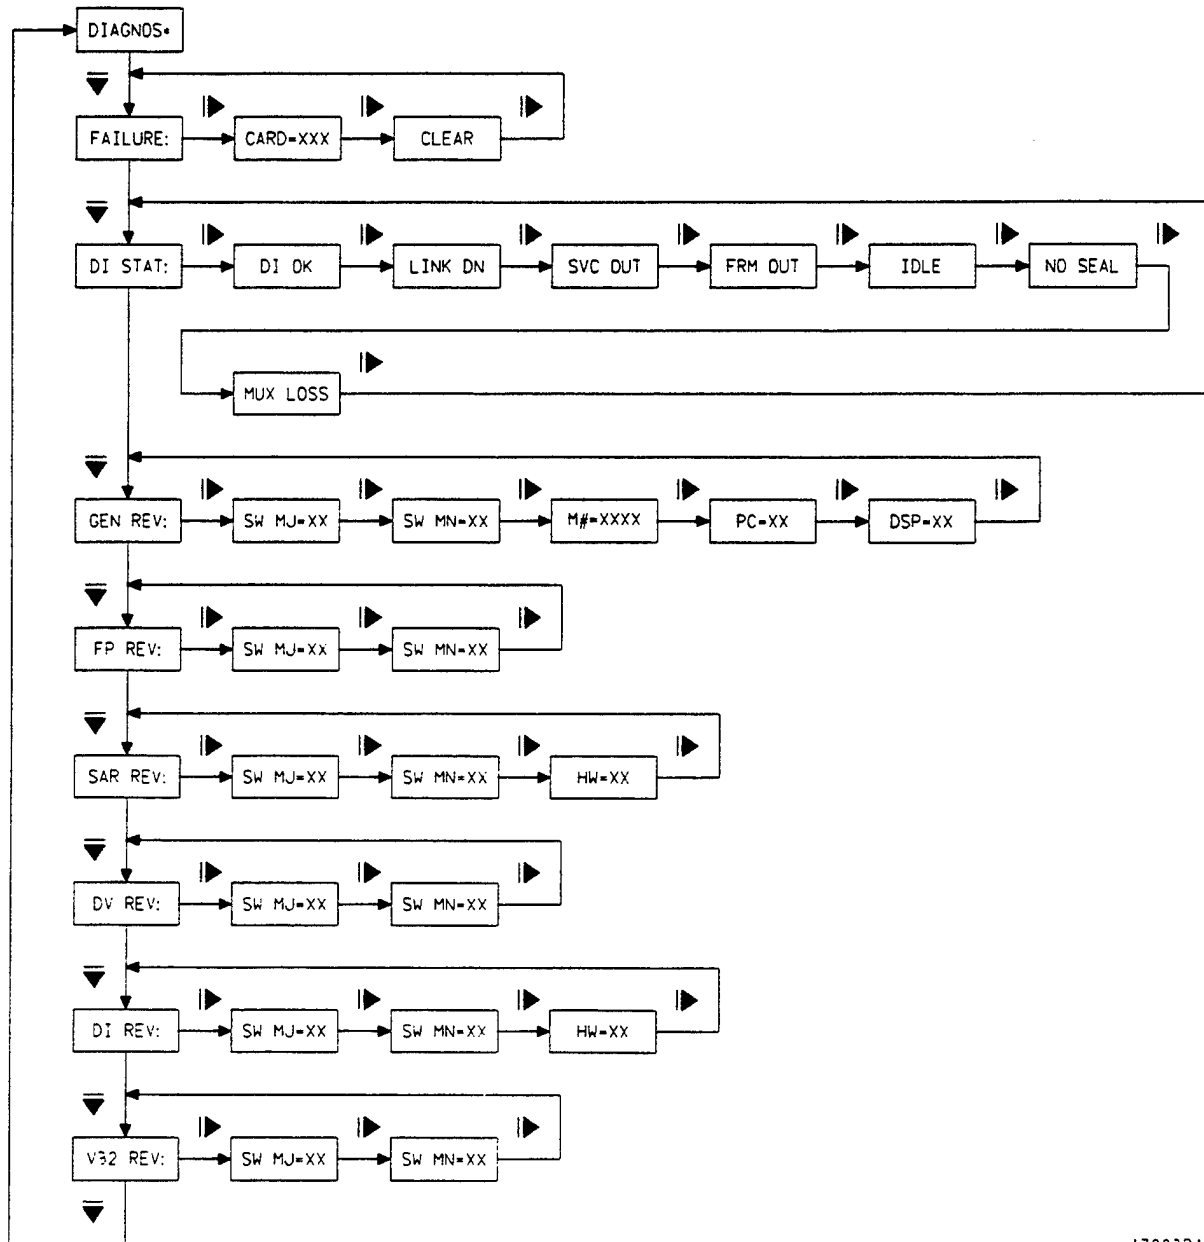 DIAGNOS*
FAILURE: CARD=XXX CLEAR
DI STAT: DI OK LINK DN SVC OUT FRM OUT IDLE NO SEAL
MUX LOSS
GEN REV: SW MJ=XX SW MN=XX M#=XXXX PC=XX DSP=XX
FP REV: SW MJ=XX SW MN=XX
SAR REV: SW MJ=XX SW MN=XX HW=XX
DV REV: SW MJ=XX SW MN=XX
DI REV: SW MJ=XX SW MN=XX HW=XX
V32 REV: SW MJ=XX SW MN=XX